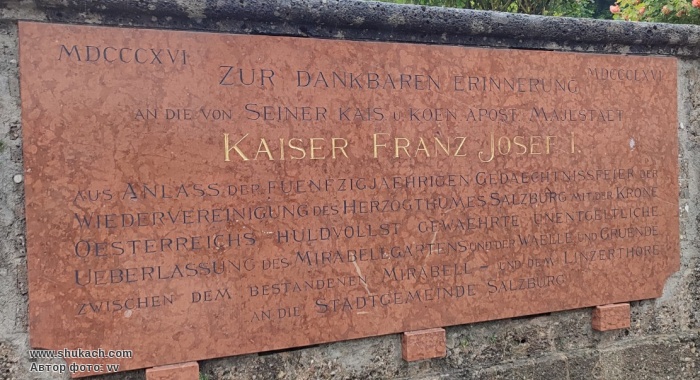 MDCCCXVI MDCCCLXVI
ZUR DANKBAREN ERINNERUNG
AN DIE VON SEINER KAIS U KOEN APOST MAJESTAET
KAISER FRANZ JOSEF I.
AUS ANLASS DER FUENFZIGJAEHRIGEN GEDAECHTNISSFEIER DER
WIEDERVEREINIGUNG DES HERZOGTHUMES SALZBURG MIT DER KRONE
OESTERREICHS HULDVOLLST GEWAEHRTE UNENTGELTLICHE
UEBERLASSUNG DES MIRABELLGARTENS UND DER WAELLE UND GRUENDE
ZWISCHEN DEM BESTANDENEN MIRABELL- UND DEM LINZERTHORE
AN DIE STADTGEMEINDE SALZBURG
www.shukach.com
Автор фото: vv